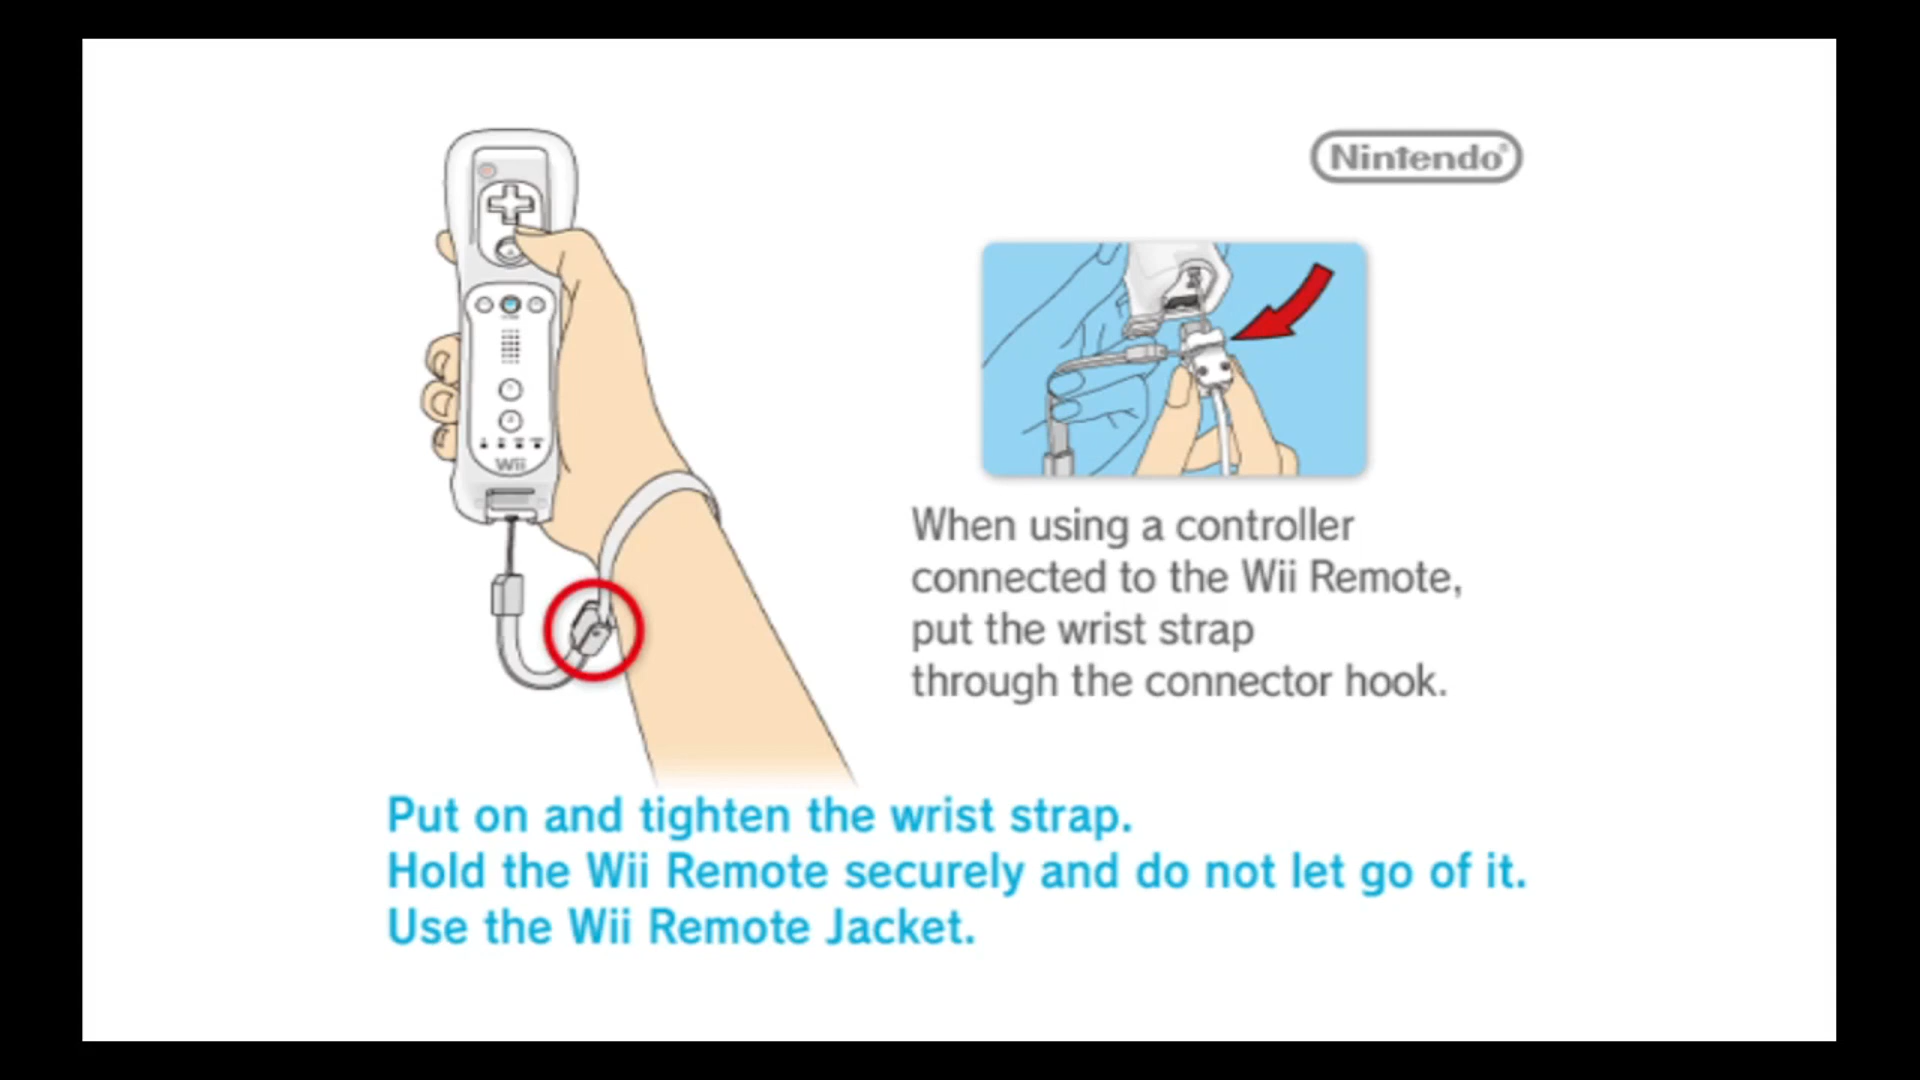 Nintendo®
Wii
When using a controller
connected to the Wii Remote,
put the wrist strap
through the connector hook.
Put on and tighten the wrist strap.
Hold the Wii Remote securely and do not let go of it.
Use the Wii Remote Jacket.